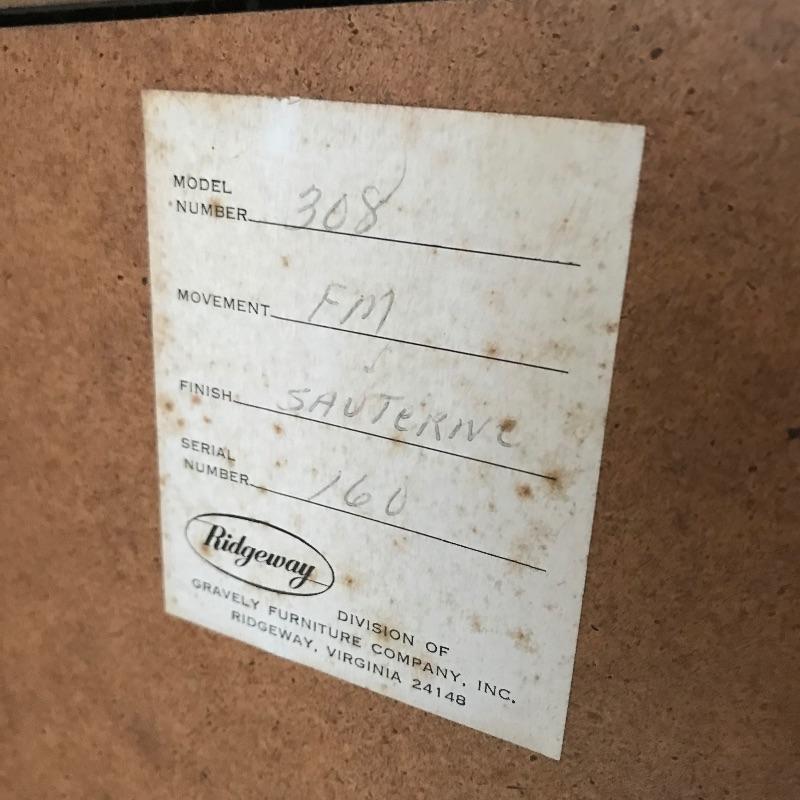 MODEL
NUMBER 308
MOVEMENT FM
FINISH SAUTERNE
SERIAL
NUMBER 160
Ridgeway
DIVISION OF
GRAVELY FURNITURE COMPANY, INC.
RIDGEWAY, VIRGINIA 24148